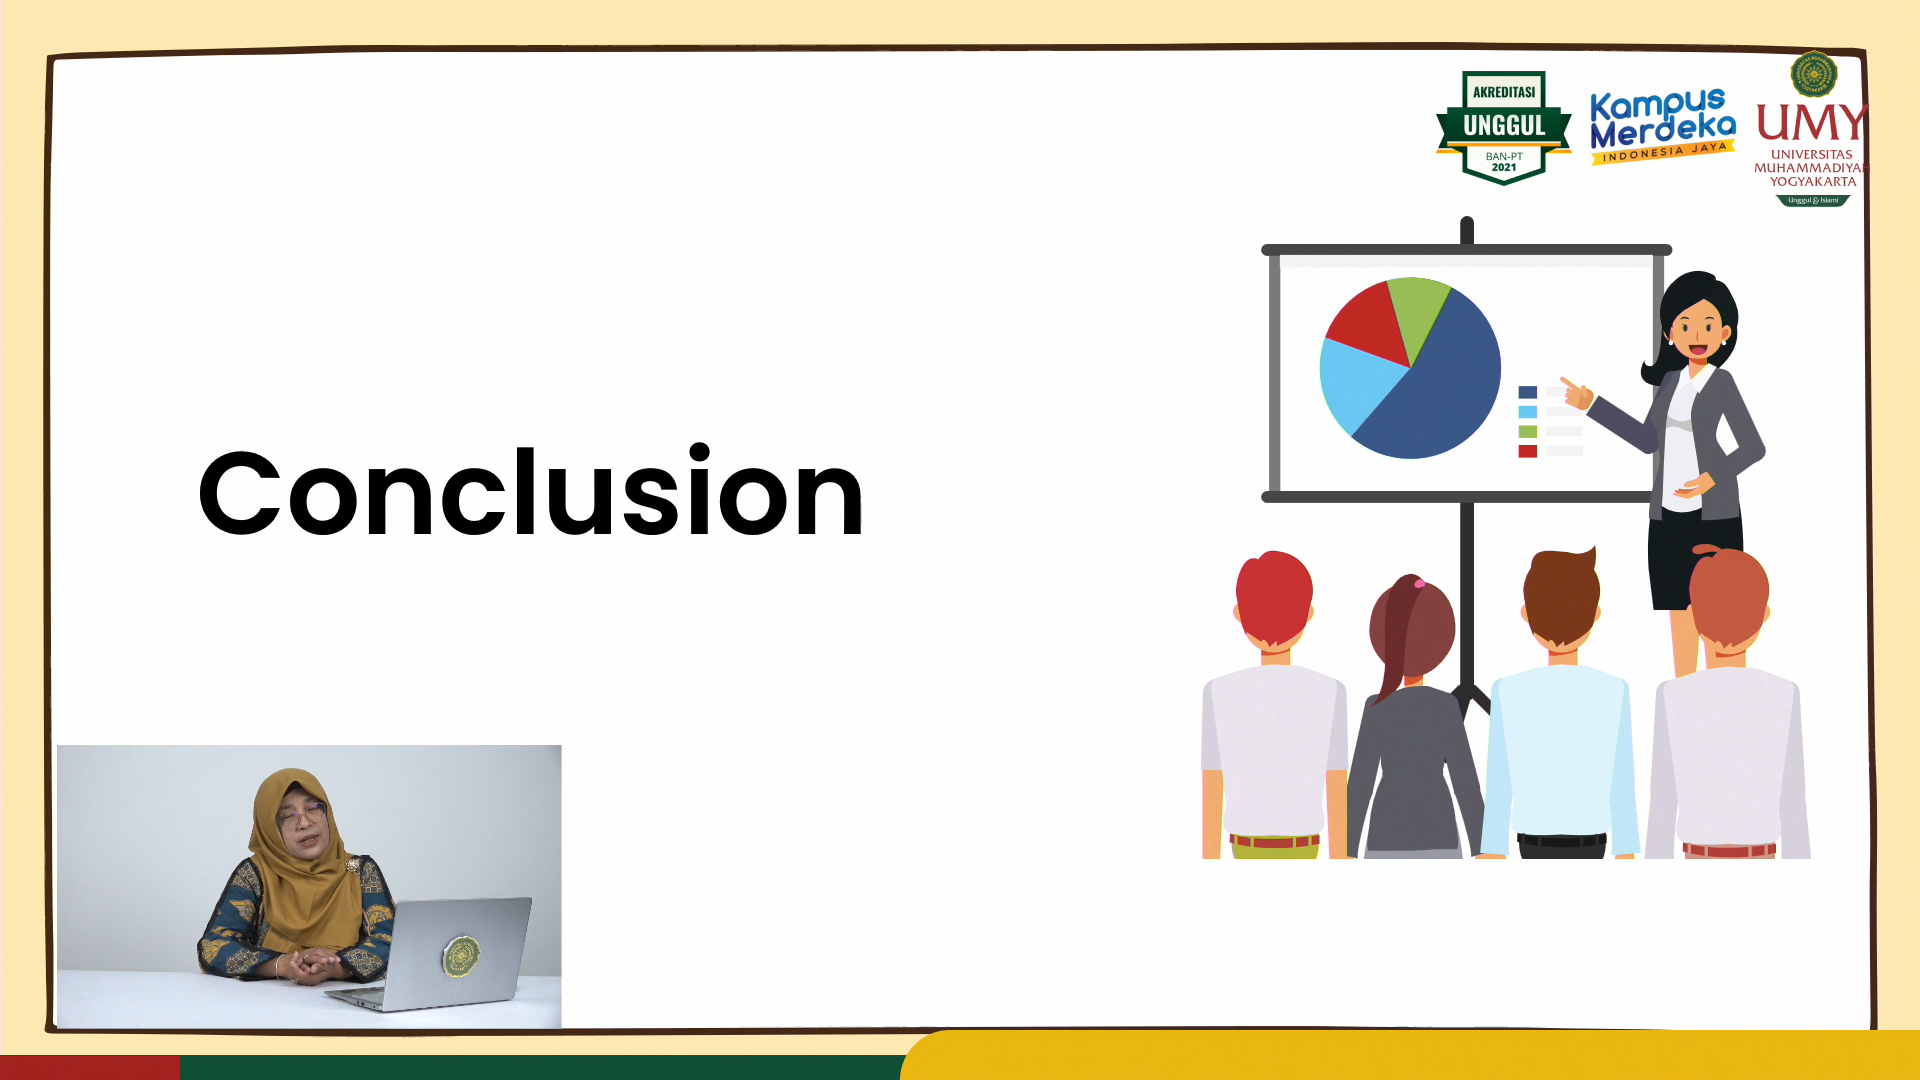 AKREDITASI
UNGGUL
BAN-PT
2021
Kampus
Merdeka
INDONESIA JAYA
UMY
UNIVERSITAS
MUHAMMADIYAH
YOGYAKARTA
Unggul & Islami
Conclusion